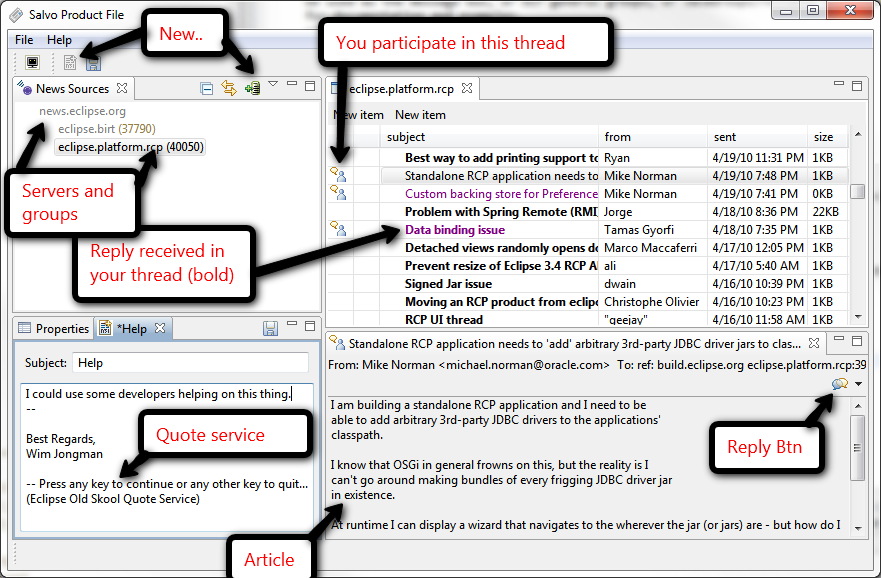 Salvo Product File
File Help
New..
You participate in this thread
News Sources
news.eclipse.org
eclipse.birt (37790)
eclipse.platform.rcp (40050)
Servers and
groups
Reply received in
your thread (bold)
eclipse.platform.rcp
New item New item
subject from sent size
Best way to add printing support to Ryan 4/19/10 11:31 PM 1KB
Standalone RCP application needs to Mike Norman 4/19/10 7:48 PM 1KB
Custom backing store for Preference Mike Norman 4/19/10 7:41 PM 0KB
Problem with Spring Remote (RMI) Jorge 4/18/10 8:36 PM 22KB
Data binding issue Tamas Gyorfi 4/18/10 7:35 PM 1KB
Detached views randomly opens do Marco Maccaferri 4/17/10 12:05 PM 1KB
Prevent resize of Eclipse 3.4 RCP A ali 4/17/10 5:40 AM 1KB
Signed Jar issue dwain 4/16/10 10:39 PM 1KB
Moving an RCP product from eclips Christophe Olivier 4/16/10 10:23 PM 1KB
RCP UI thread "geejay" 4/16/10 11:58 AM 1KB
Properties *Help
Subject: Help
I could use some developers helping on this thing.
--
Best Regards,
Wim Jongman
Quote service
-- Press any key to continue or any other key to quit...
(Eclipse Old Skool Quote Service)
Standalone RCP application needs to 'add' arbitrary 3rd-party JDBC driver jars to clas...
From: Mike Norman <michael.norman@oracle.com> To: ref: build.eclipse.org eclipse.platform.rcp:39
I am building a standalone RCP application and I need to be
able to add arbitrary 3rd-party JDBC drivers to the applications'
classpath.
I know that OSGi in general frowns on this, but the reality is I
can't go around making bundles of every frigging JDBC driver jar
in existence.
At runtime I can display a wizard that navigates to the wherever the jar (or jars) are - but how do I
Reply Btn
Article